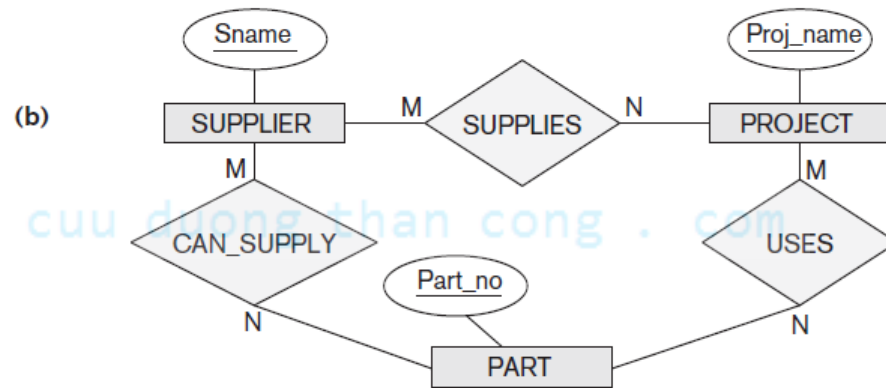 Sname
Proj_name
(b)
SUPPLIER
M
SUPPLIES
N
PROJECT
M
M
cuu duong than cong . com
CAN_SUPPLY
USES
Part_no
N
N
PART